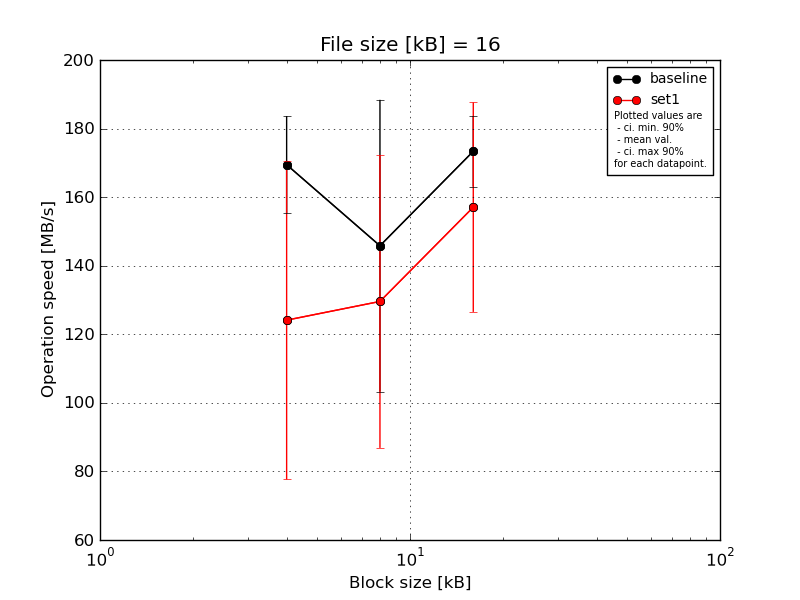 File size [kB] = 16
200
180
160
140
120
100
80
60
Operation speed [MB/s]
baseline
set1
Plotted values are
- ci. min. 90%
- mean val.
- ci. max 90%
for each datapoint.
10^0
10^1
10^2
Block size [kB]